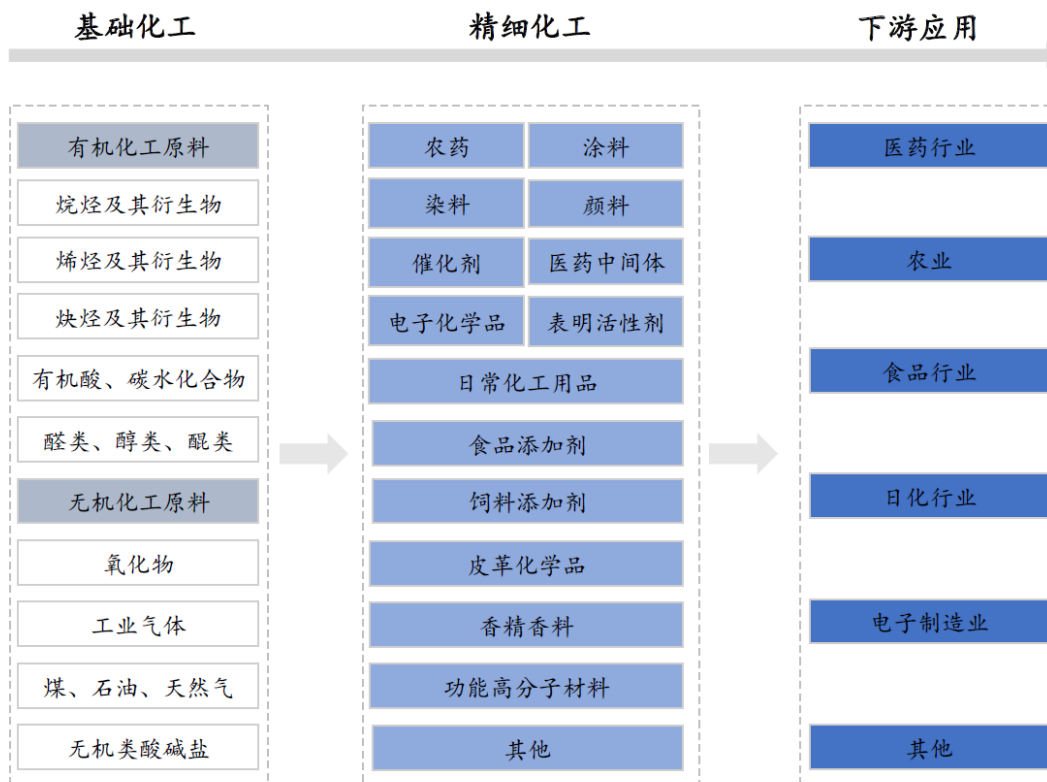 基础化工
精细化工
下游应用
有机化工原料
烷烃及其衍生物
烯烃及其衍生物
炔烃及其衍生物
有机酸、碳水化合物
醛类、醇类、醌类
无机化工原料
氧化物
工业气体
煤、石油、天然气
无机类酸碱盐
农药
涂料
染料
颜料
催化剂
医药中间体
电子化学品
表明活性剂
日常化工用品
食品添加剂
饲料添加剂
皮革化学品
香精香料
功能高分子材料
其他
医药行业
农业
食品行业
日化行业
电子制造业
其他